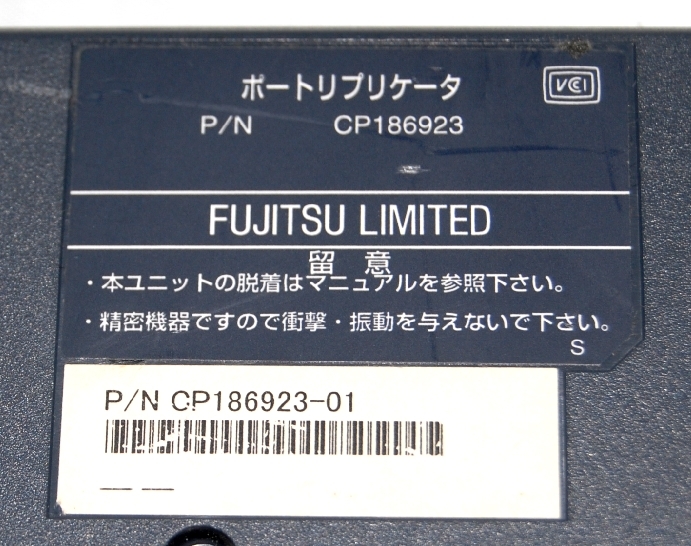 ポートリプリケータ
VCI
P/N CP186923
FUJITSU LIMITED
留意
・本ユニットの脱着はマニュアルを参照下さい。
・精密機器ですので衝撃・振動を与えないで下さい。
S
P/N CP186923-01